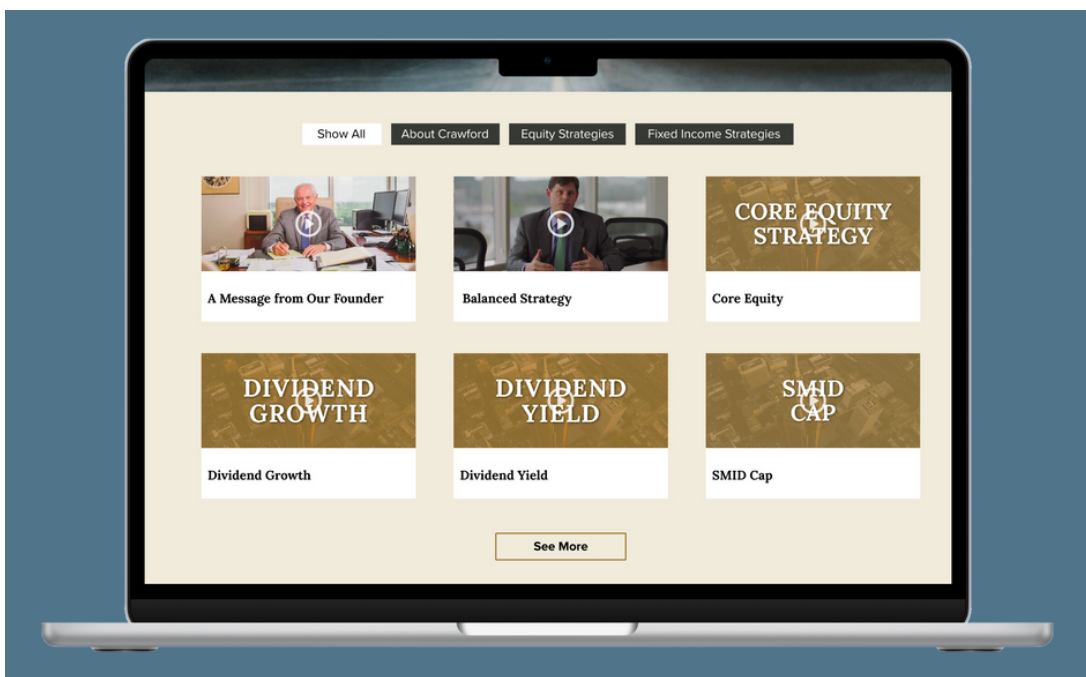 Show All
About Crawford
Equity Strategies
Fixed Income Strategies
CORE EQUITY
STRATEGY
A Message from Our Founder
Balanced Strategy
Core Equity
DIVIDEND
GROWTH
DIVIDEND
YIELD
SMID
CAP
Dividend Growth
Dividend Yield
SMID Cap
See More